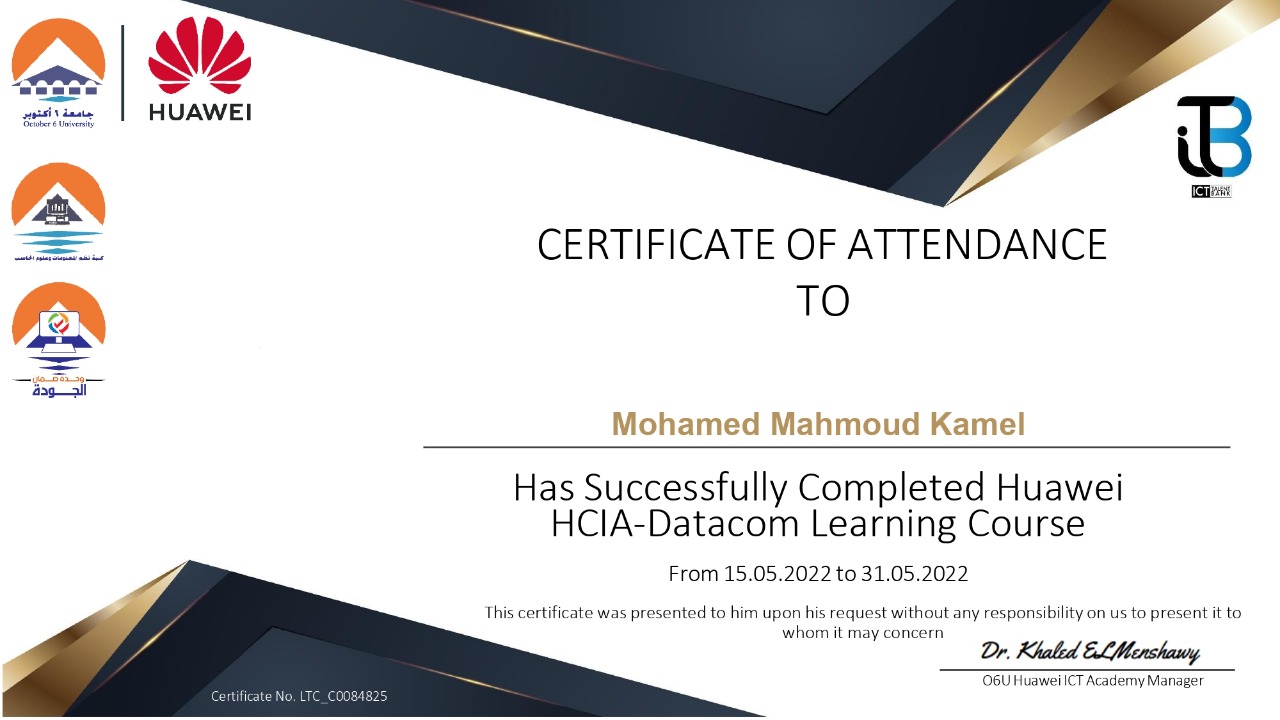 جامعة ٦ أكتوبر
October 6 University
HUAWEI
iTB
ICT TALENT BANK
كلية نظم المعلومات وعلوم الحاسب
وحدة ضمان
الجودة
CERTIFICATE OF ATTENDANCE
TO
Mohamed Mahmoud Kamel
Has Successfully Completed Huawei
HCIA-Datacom Learning Course
From 15.05.2022 to 31.05.2022
This certificate was presented to him upon his request without any responsibility on us to present it to
whom it may concern
Dr. Khaled ELMenshawy
O6U Huawei ICT Academy Manager
Certificate No. LTC_C0084825